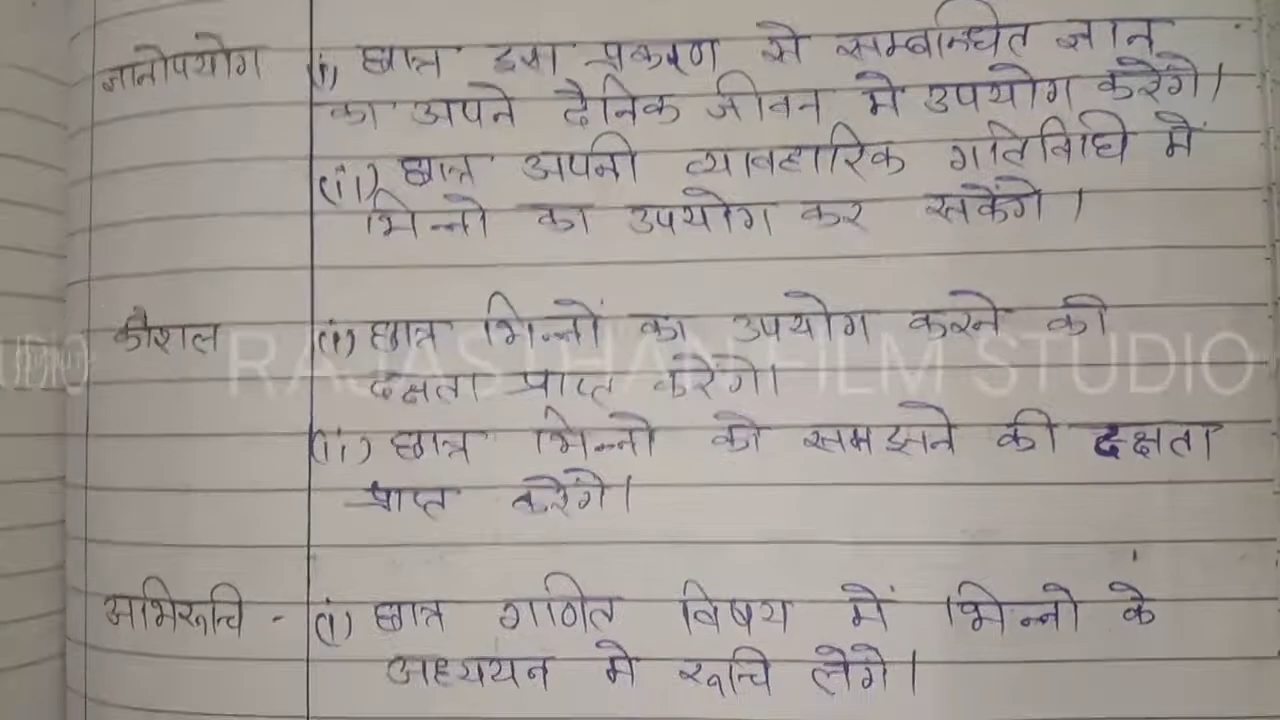 ज्ञानोपयोग (i) छात्र इस प्रकरण से सम्बन्धित ज्ञान
का अपने दैनिक जीवन मे उपयोग करेंगे।
(ii) छात्र अपनी व्यावहारिक गतिविधि में
भिन्नो का उपयोग कर सकेंगे।
कौशल (i) छात्र भिन्नों का उपयोग करने की
दक्षता प्राप्त करेंगे।
(ii) छात्र भिन्नो को समझने की दक्षता
प्राप्त करेंगे।
अभिरूचि - (i) छात्र गणित विषय में भिन्नो के
अध्ययन मे रूचि लेगे।
RAJASTHAN FILM STUDIO